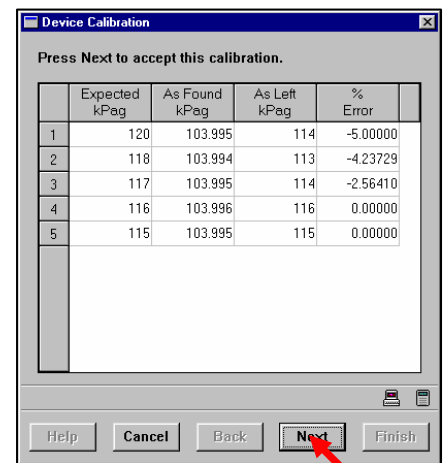 Device Calibration
Press Next to accept this calibration.
Expected kPag As Found kPag As Left kPag % Error
1 120 103.995 114 -5.00000
2 118 103.994 113 -4.23729
3 117 103.995 114 -2.56410
4 116 103.996 116 0.00000
5 115 103.995 115 0.00000
Help Cancel Back Next Finish